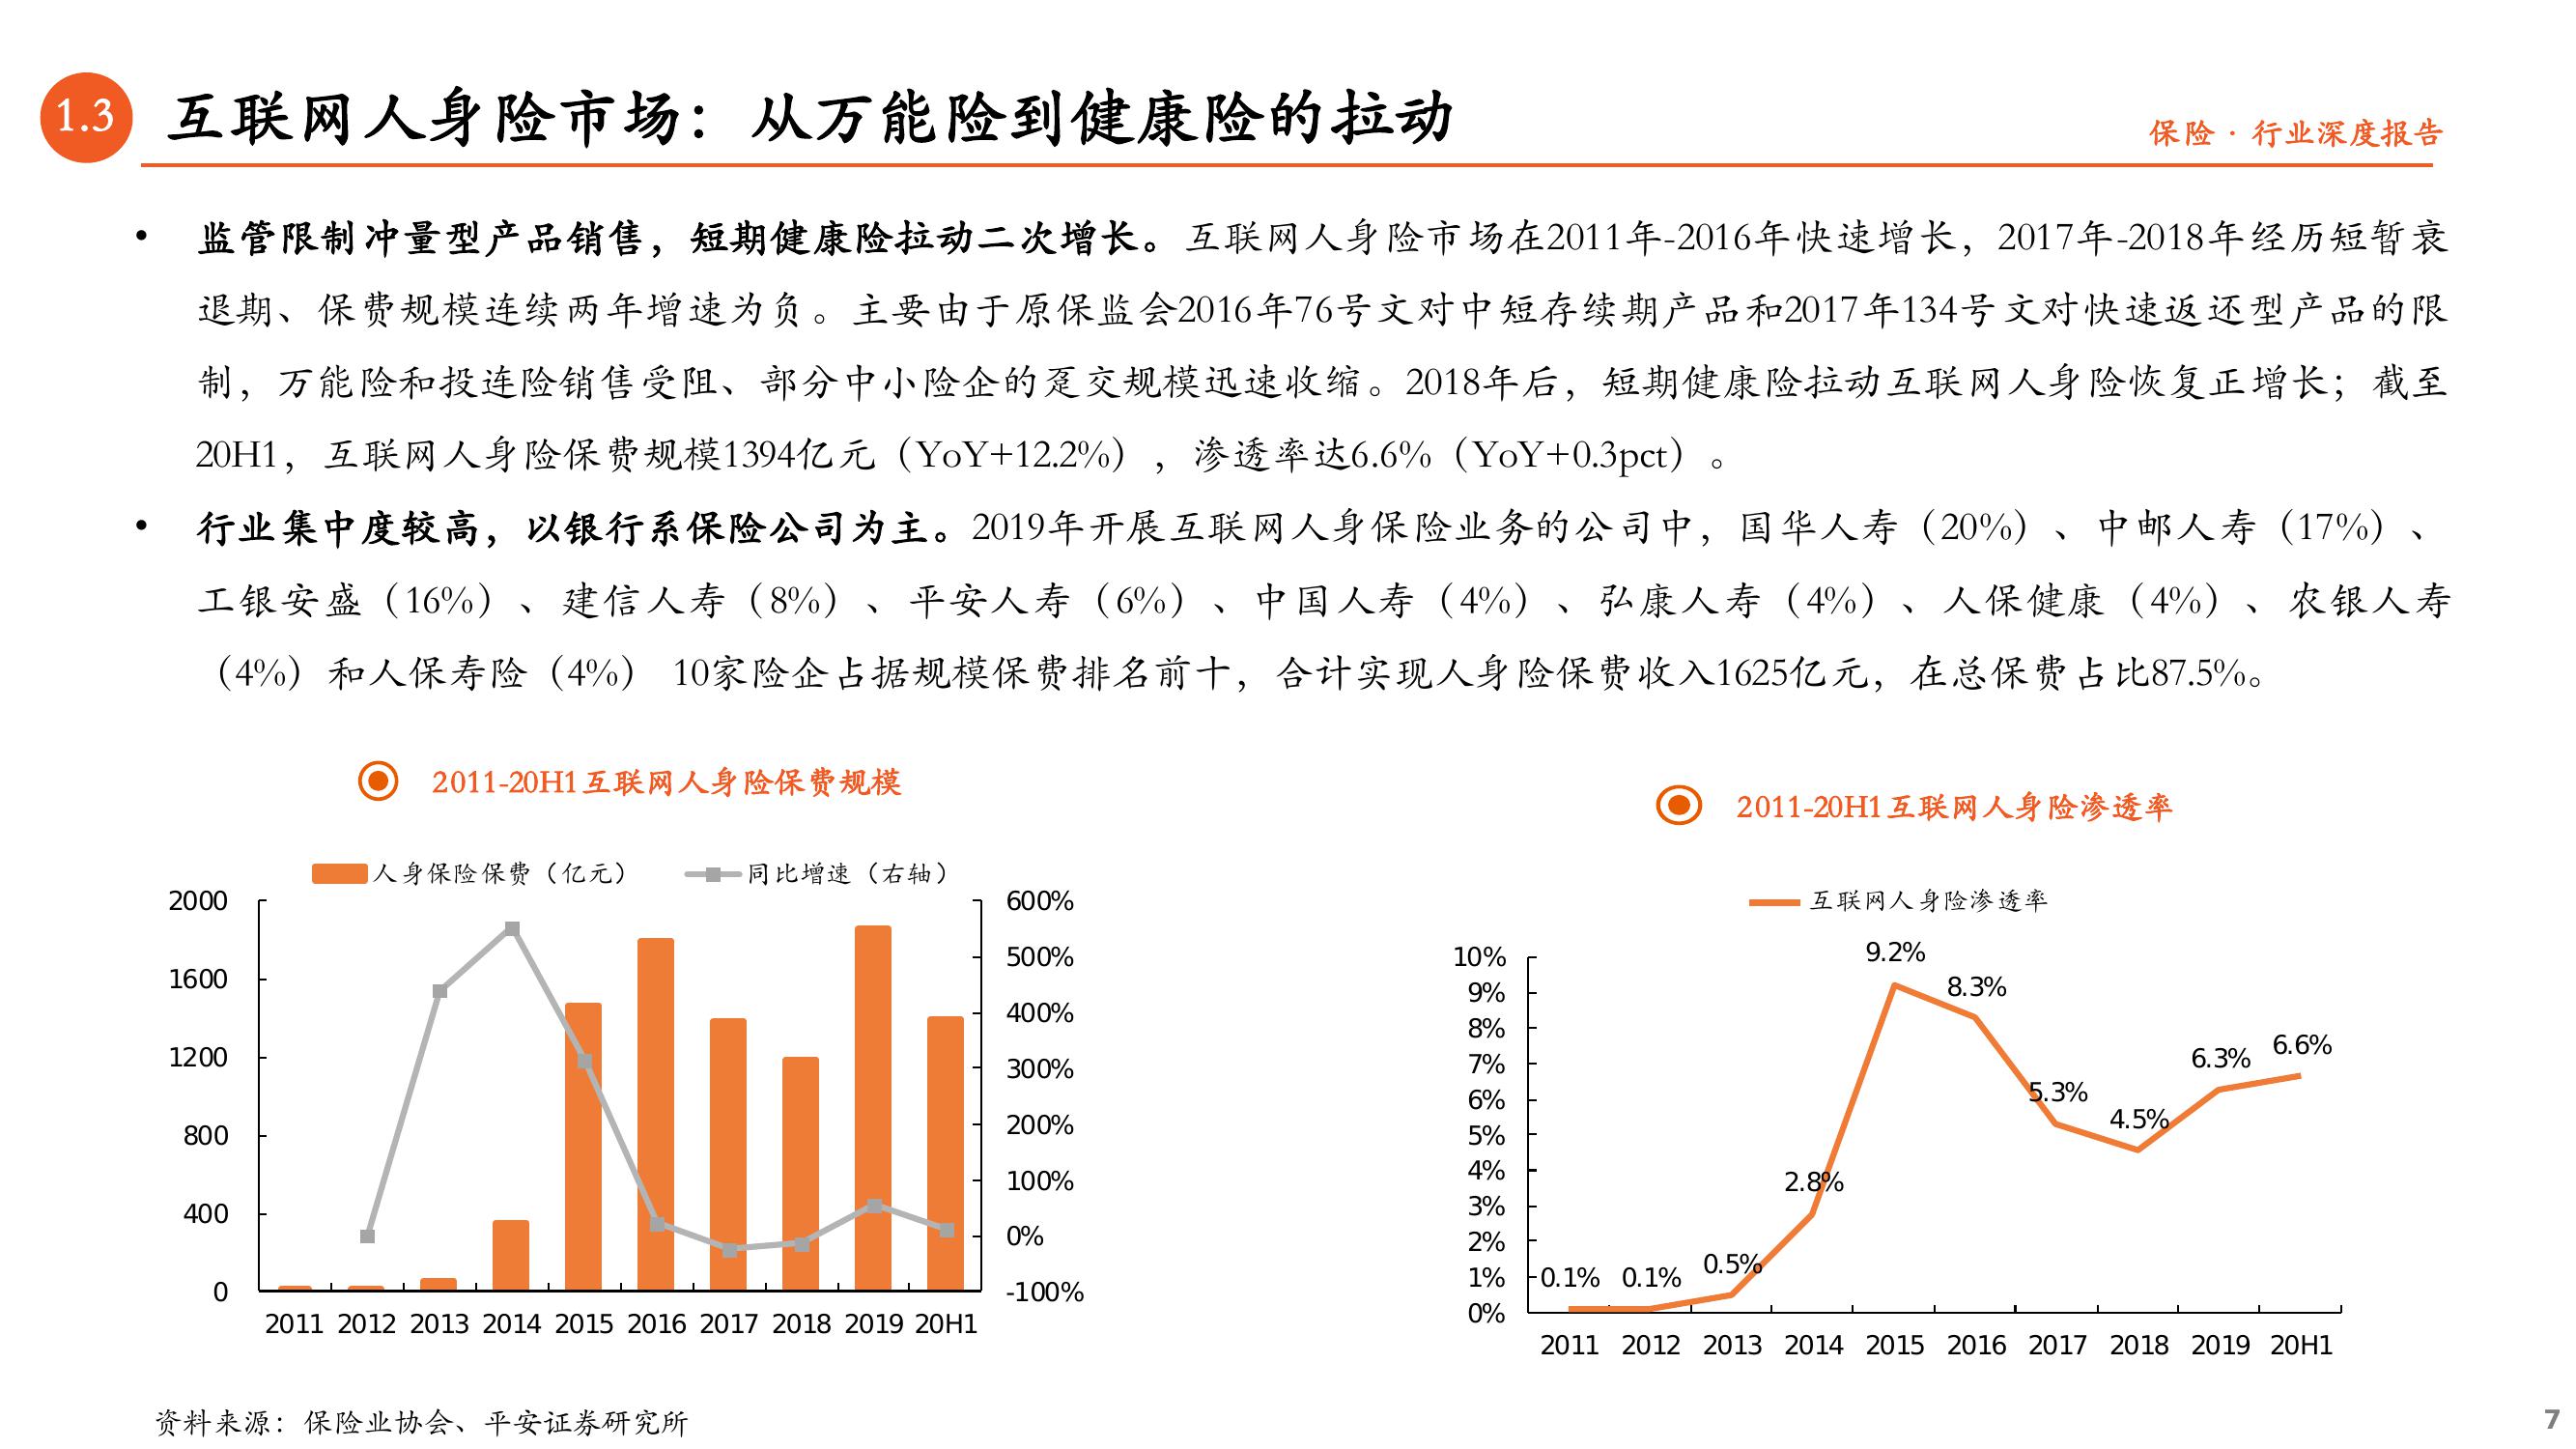 1.3
互联网人身险市场：从万能险到健康险的拉动
保险 · 行业深度报告
• 监管限制冲量型产品销售，短期健康险拉动二次增长。互联网人身险市场在2011年-2016年快速增长，2017年-2018年经历短暂衰
退期、保费规模连续两年增速为负。主要由于原保监会2016年76号文对中短存续期产品和2017年134号文对快速返还型产品的限
制，万能险和投连险销售受阻、部分中小险企的趸交规模迅速收缩。2018年后，短期健康险拉动互联网人身险恢复正增长；截至
20H1，互联网人身险保费规模1394亿元（YoY+12.2%），渗透率达6.6%（YoY+0.3pct）。
• 行业集中度较高，以银行系保险公司为主。2019年开展互联网人身保险业务的公司中，国华人寿（20%）、中邮人寿（17%）、
工银安盛（16%）、建信人寿（8%）、平安人寿（6%）、中国人寿（4%）、弘康人寿（4%）、人保健康（4%）、农银人寿
（4%）和人保寿险（4%） 10家险企占据规模保费排名前十，合计实现人身险保费收入1625亿元，在总保费占比87.5%。
2011-20H1互联网人身险保费规模
人身保险保费（亿元） 同比增速（右轴）
2000
1600
1200
800
400
0
600%
500%
400%
300%
200%
100%
0%
-100%
2011 2012 2013 2014 2015 2016 2017 2018 2019 20H1
2011-20H1互联网人身险渗透率
互联网人身险渗透率
10%
9%
8%
7%
6%
5%
4%
3%
2%
1%
0%
0.1% 0.1% 0.5% 2.8% 9.2% 8.3% 5.3% 4.5% 6.3% 6.6%
2011 2012 2013 2014 2015 2016 2017 2018 2019 20H1
资料来源：保险业协会、平安证券研究所
7